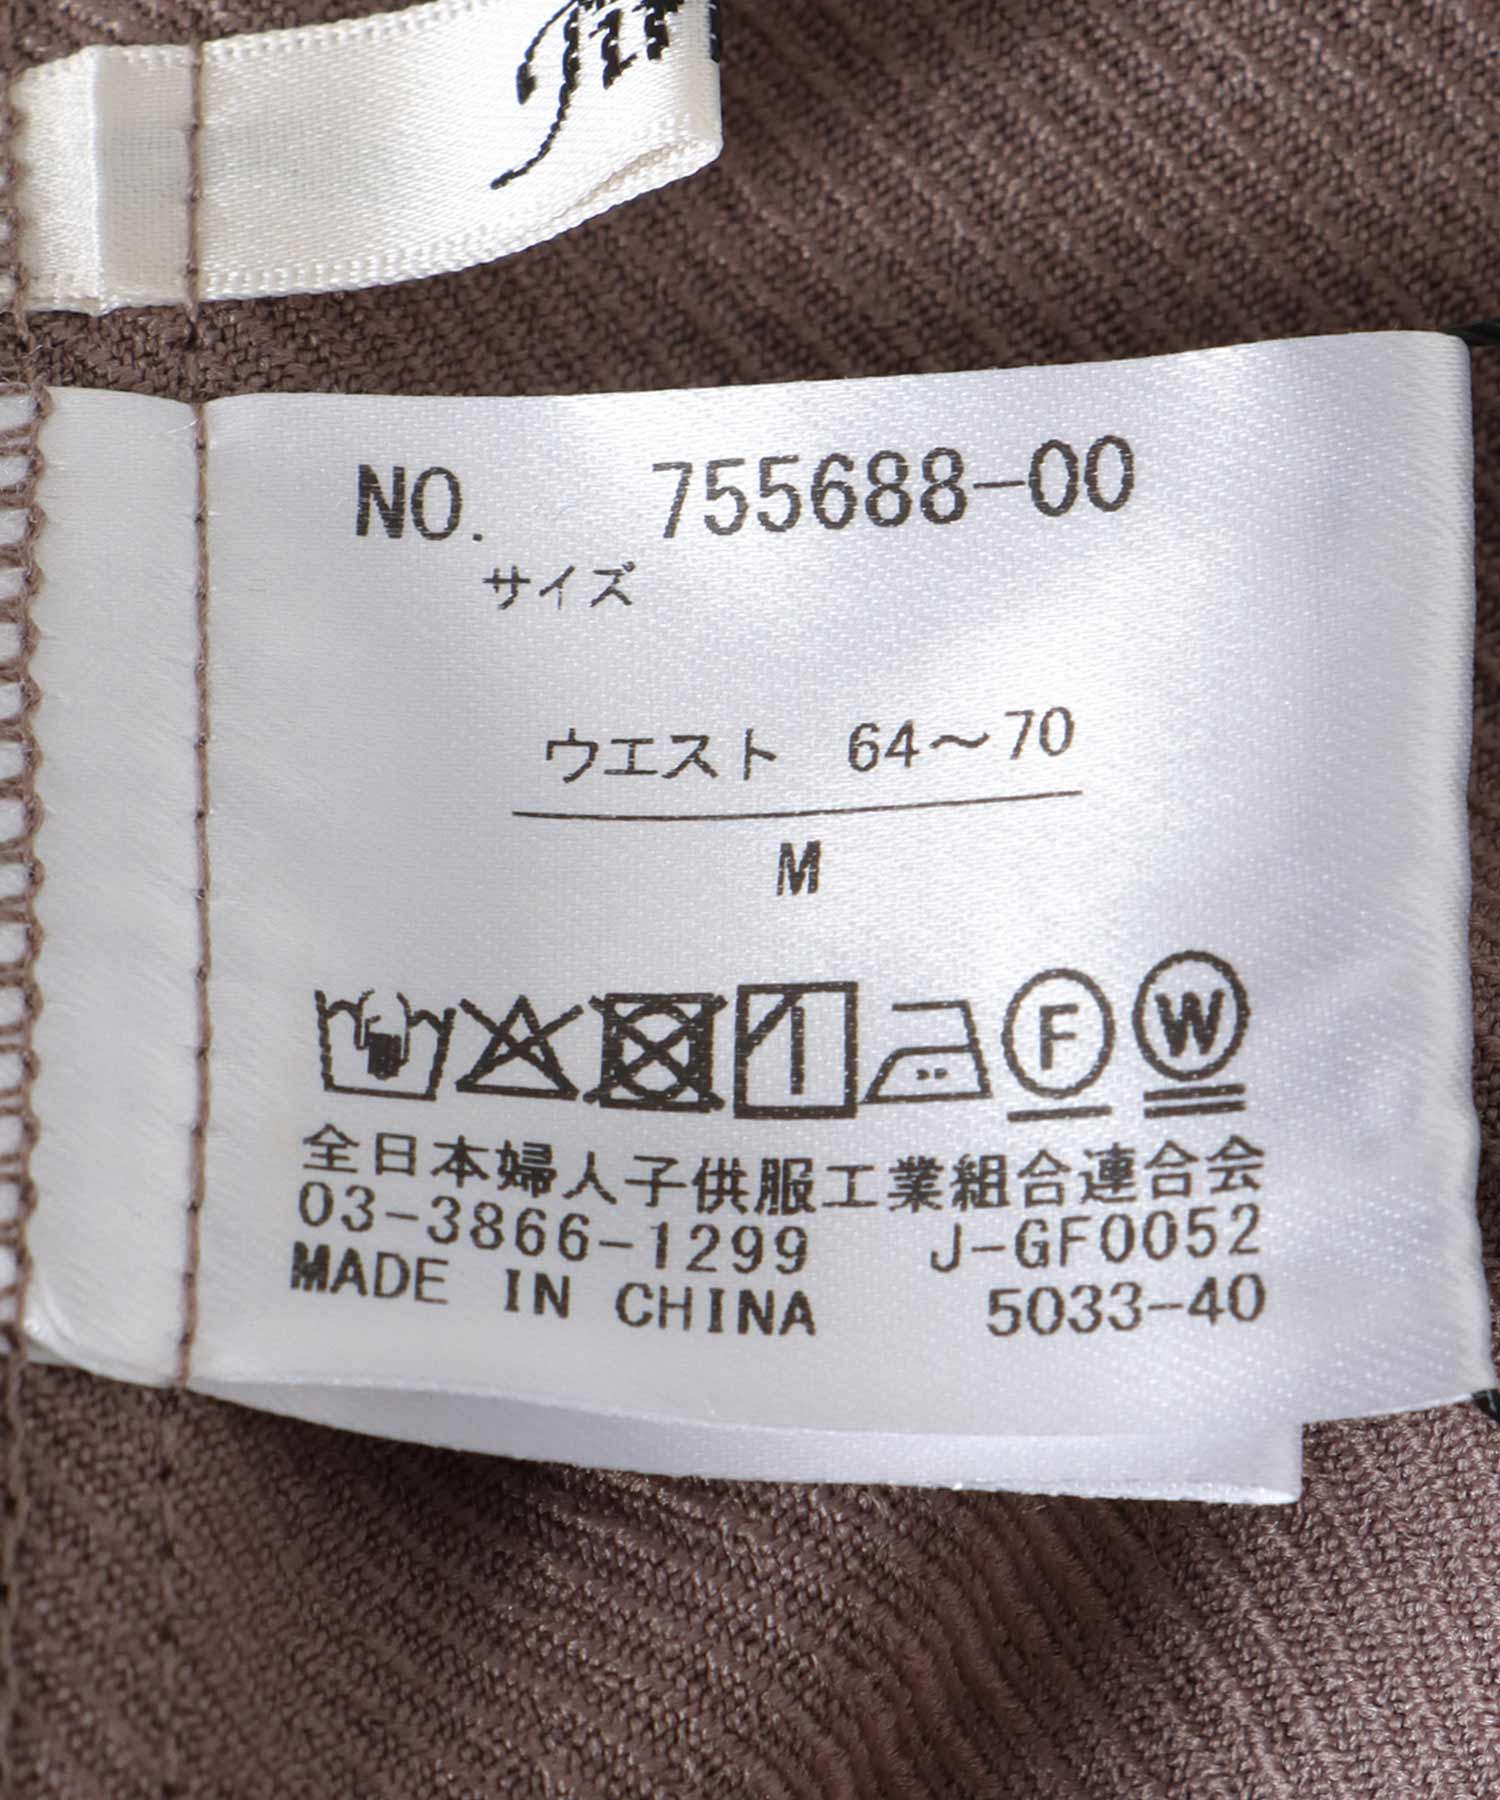 NO. 755688-00
サイズ
ウエスト 64〜70
M
F W
全日本婦人子供服工業組合連合会
03-3866-1299 J-GF0052
MADE IN CHINA 5033-40